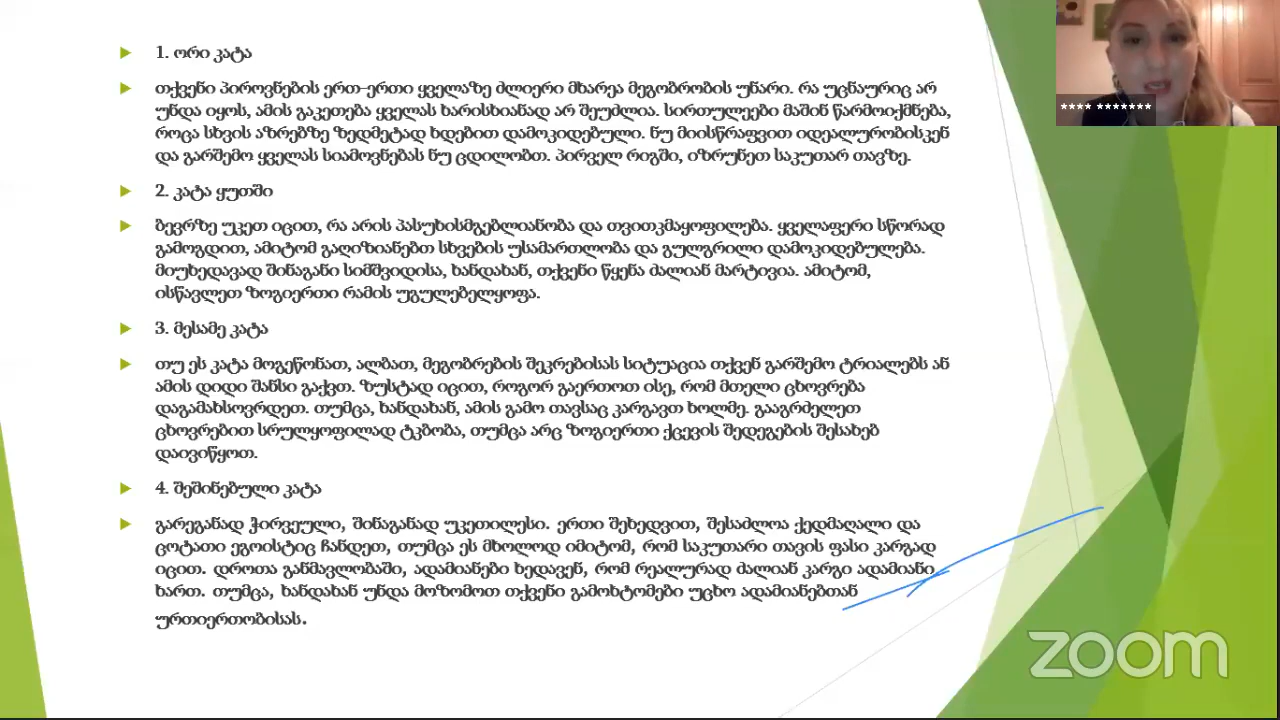 1. ორი კატა
თქვენი პიროვნების ერთ-ერთი ყველაზე ძლიერი მხარეა მეგობრობის უნარი. რა უცნაურიც არ
უნდა იყოს, ამის გაკეთება ყველას ხარისხიანად არ შეუძლია. სირთულეები მაშინ წარმოიქმნება,
როცა სხვის აზრებზე ზედმეტად ხდებით დამოკიდებული. ნუ მიისწრაფვით იდეალურობისკენ
და გარშემო ყველას სიამოვნებას ნუ ცდილობთ. პირველ რიგში, იზრუნეთ საკუთარ თავზე.
2. კატა ყუთში
ბევრზე უკეთ იცით, რა არის პასუხისმგებლიანობა და თვითკმაყოფილება. ყველაფერი სწორად
გამოგდით, ამიტომ გაღიზიანებთ სხვების უსამართლობა და გულგრილი დამოკიდებულება.
მიუხედავად შინაგანი სიმშვიდისა, ხანდახან, თქვენი წყენა ძალიან მარტივია. ამიტომ,
ისწავლეთ ზოგიერთი რამის უგულებელყოფა.
3. მესამე კატა
თუ ეს კატა მოგეწონათ, ალბათ, მეგობრების შეკრებისას სიტუაცია თქვენ გარშემო ტრიალებს ან
ამის დიდი შანსი გაქვთ. ზუსტად იცით, როგორ გაერთოთ ისე, რომ მთელი ცხოვრება
დაგამახსოვრდეთ. თუმცა, ხანდახან, ამის გამო თავსაც კარგავთ ხოლმე. გააგრძელეთ
ცხოვრებით სრულყოფილად ტკბობა, თუმცა არც ზოგიერთი ქცევის შედეგების შესახებ
დაივიწყოთ.
4. შეშინებული კატა
გარეგანად ჭირვეული, შინაგანად უკეთილესი. ერთი შეხედვით, შესაძლოა ქედმაღალი და
ცოტათი ეგოისტიც ჩანდეთ, თუმცა ეს მხოლოდ იმიტომ, რომ საკუთარი თავის ფასი კარგად
იცით. დროთა განმავლობაში, ადამიანები ხედავენ, რომ რეალურად ძალიან კარგი ადამიანი
ხართ. თუმცა, ხანდახან უნდა მოზომოთ თქვენი გამოხტომები უცხო ადამიანებთან
ურთიერთობისას.
**** *******
zoom